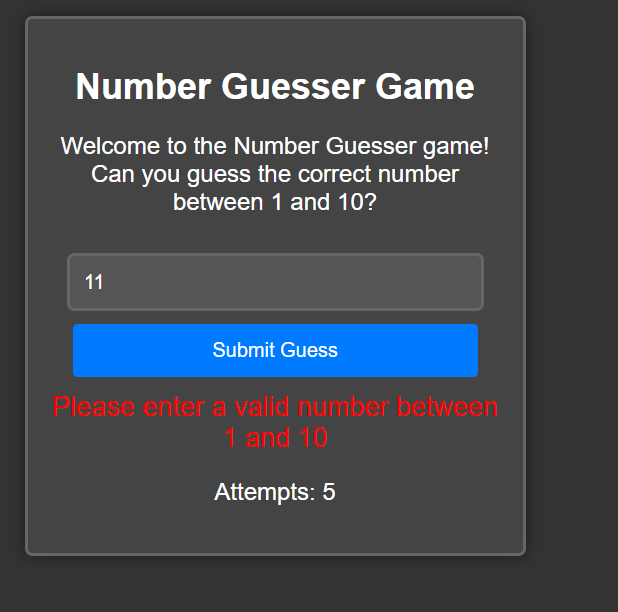 Number Guesser Game
Welcome to the Number Guesser game!
Can you guess the correct number
between 1 and 10?
11
Submit Guess
Please enter a valid number between
1 and 10
Attempts: 5